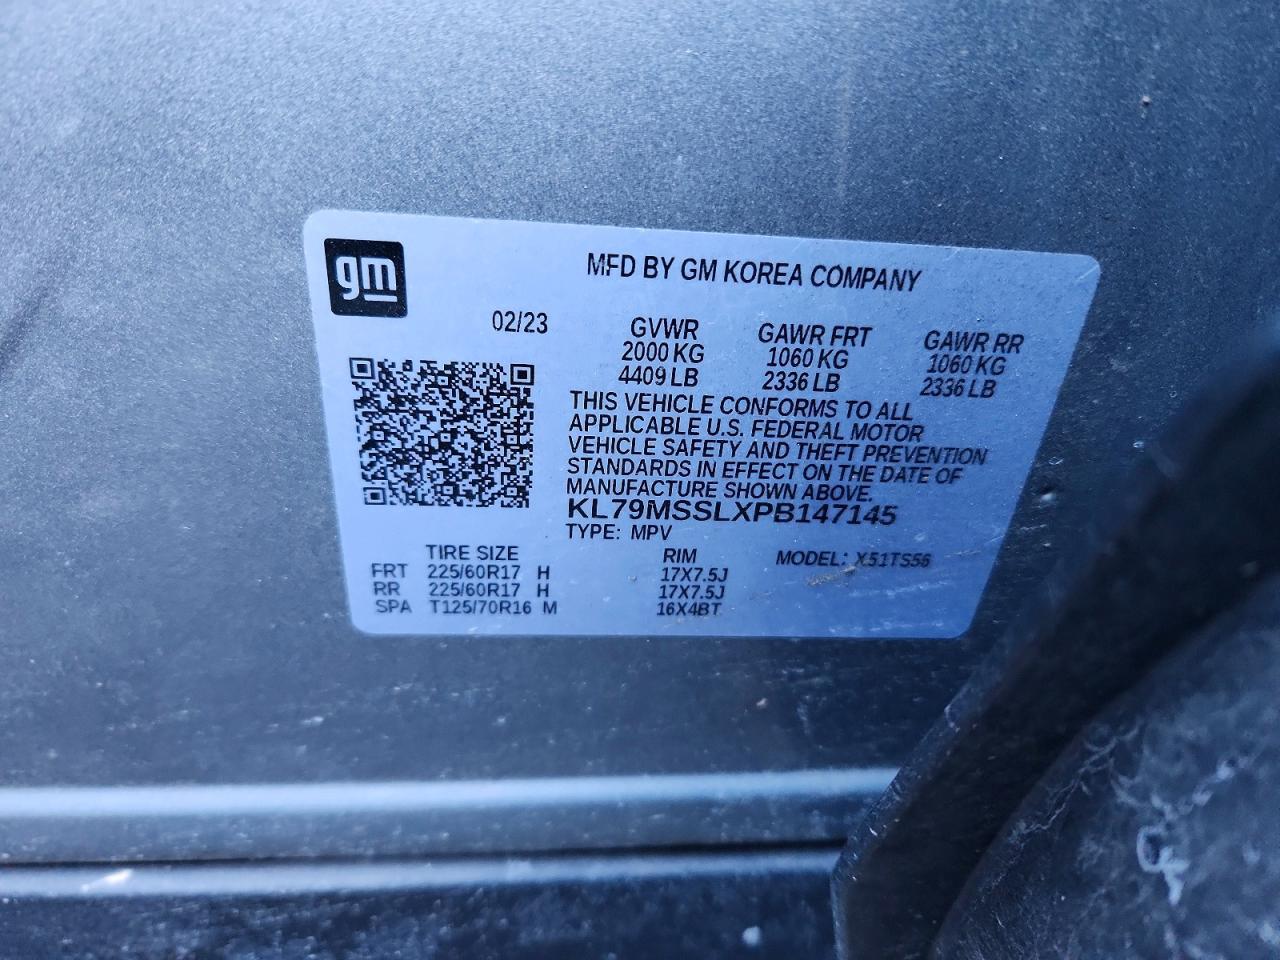 gm
MFD BY GM KOREA COMPANY
02/23 GVWR GAWR FRT GAWR RR
2000 KG 1060 KG 1060 KG
4409 LB 2336 LB 2336 LB
THIS VEHICLE CONFORMS TO ALL
APPLICABLE U.S. FEDERAL MOTOR
VEHICLE SAFETY AND THEFT PREVENTION
STANDARDS IN EFFECT ON THE DATE OF
MANUFACTURE SHOWN ABOVE.
KL79MSSLXPB147145
TYPE: MPV
TIRE SIZE RIM MODEL: X51TS56
FRT 225/60R17 H 17X7.5J
RR 225/60R17 H 17X7.5J
SPA T125/70R16 M 16X4BT